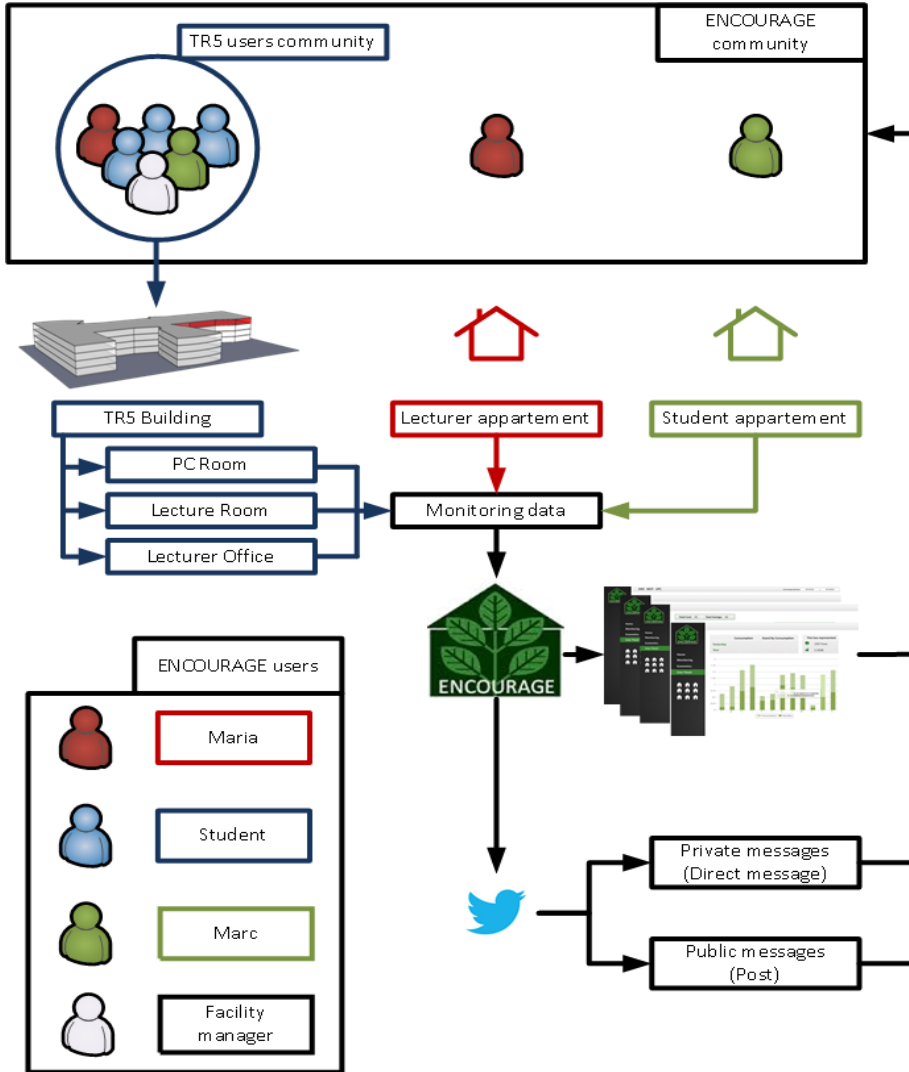 TR5 users community
ENCOURAGE
community
TR5 Building
PC Room
Lecture Room
Lecturer Office
Lecturer appartement
Student appartement
Monitoring data
ENCOURAGE
ENCOURAGE users
Maria
Student
Marc
Facility
manager
Private messages
(Direct message)
Public messages
(Post)